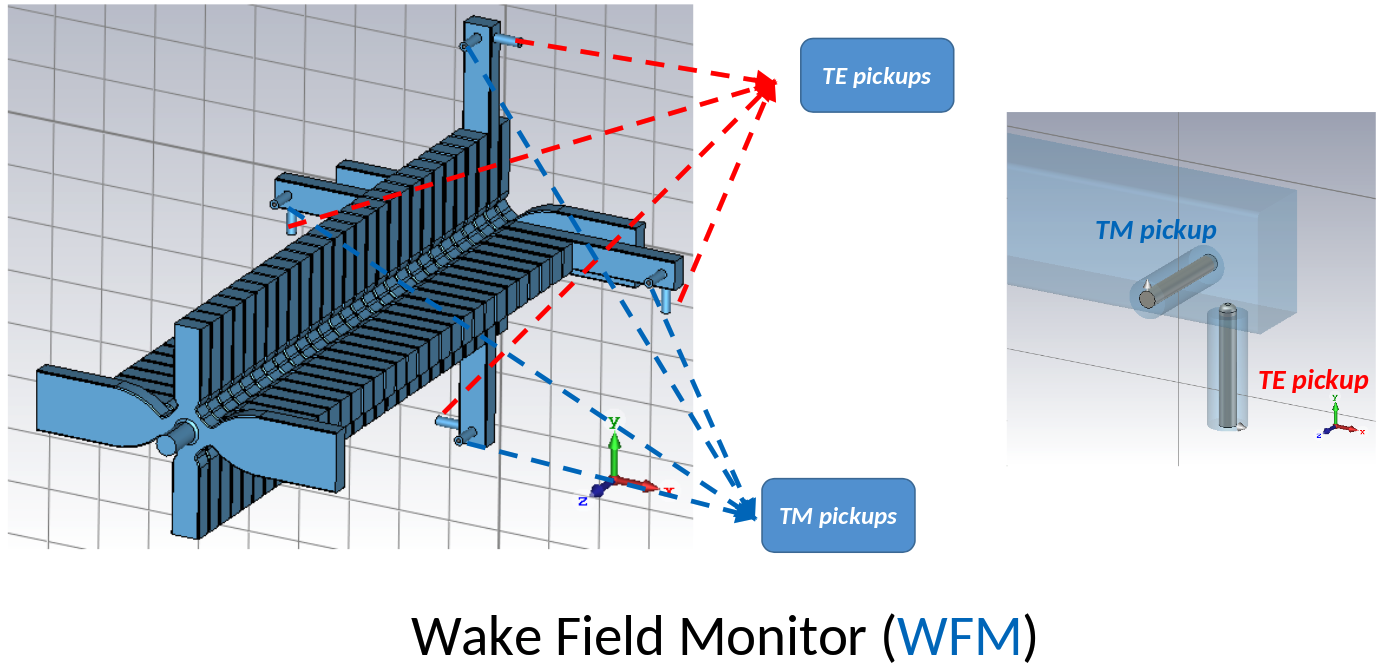 TE pickups
TM pickup
TE pickup
y
x
z
y
x
z
TM pickups
Wake Field Monitor (WFM)